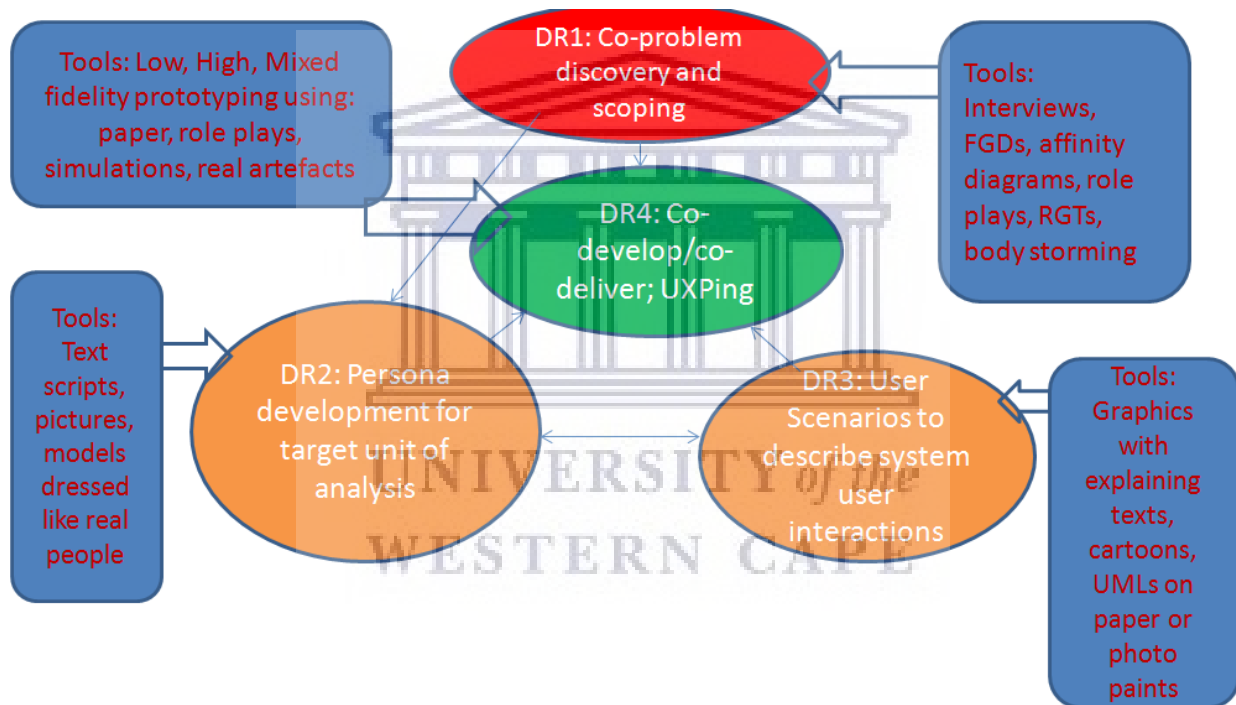 Tools: Low, High, Mixed
fidelity prototyping using:
paper, role plays,
simulations, real artefacts
DR1: Co-problem
discovery and
scoping
Tools:
Interviews,
FGDs, affinity
diagrams, role
plays, RGTs,
body storming
DR4: Co-
develop/co-
deliver; UXPing
Tools:
Text
scripts,
pictures,
models
dressed
like real
people
DR2: Persona
development for
target unit of
analysis
DR3: User
Scenarios to
describe system
user
interactions
Tools:
Graphics
with
explaining
texts,
cartoons,
UMLs on
paper or
photo
paints
UNIVERSITY of the
WESTERN CAPE